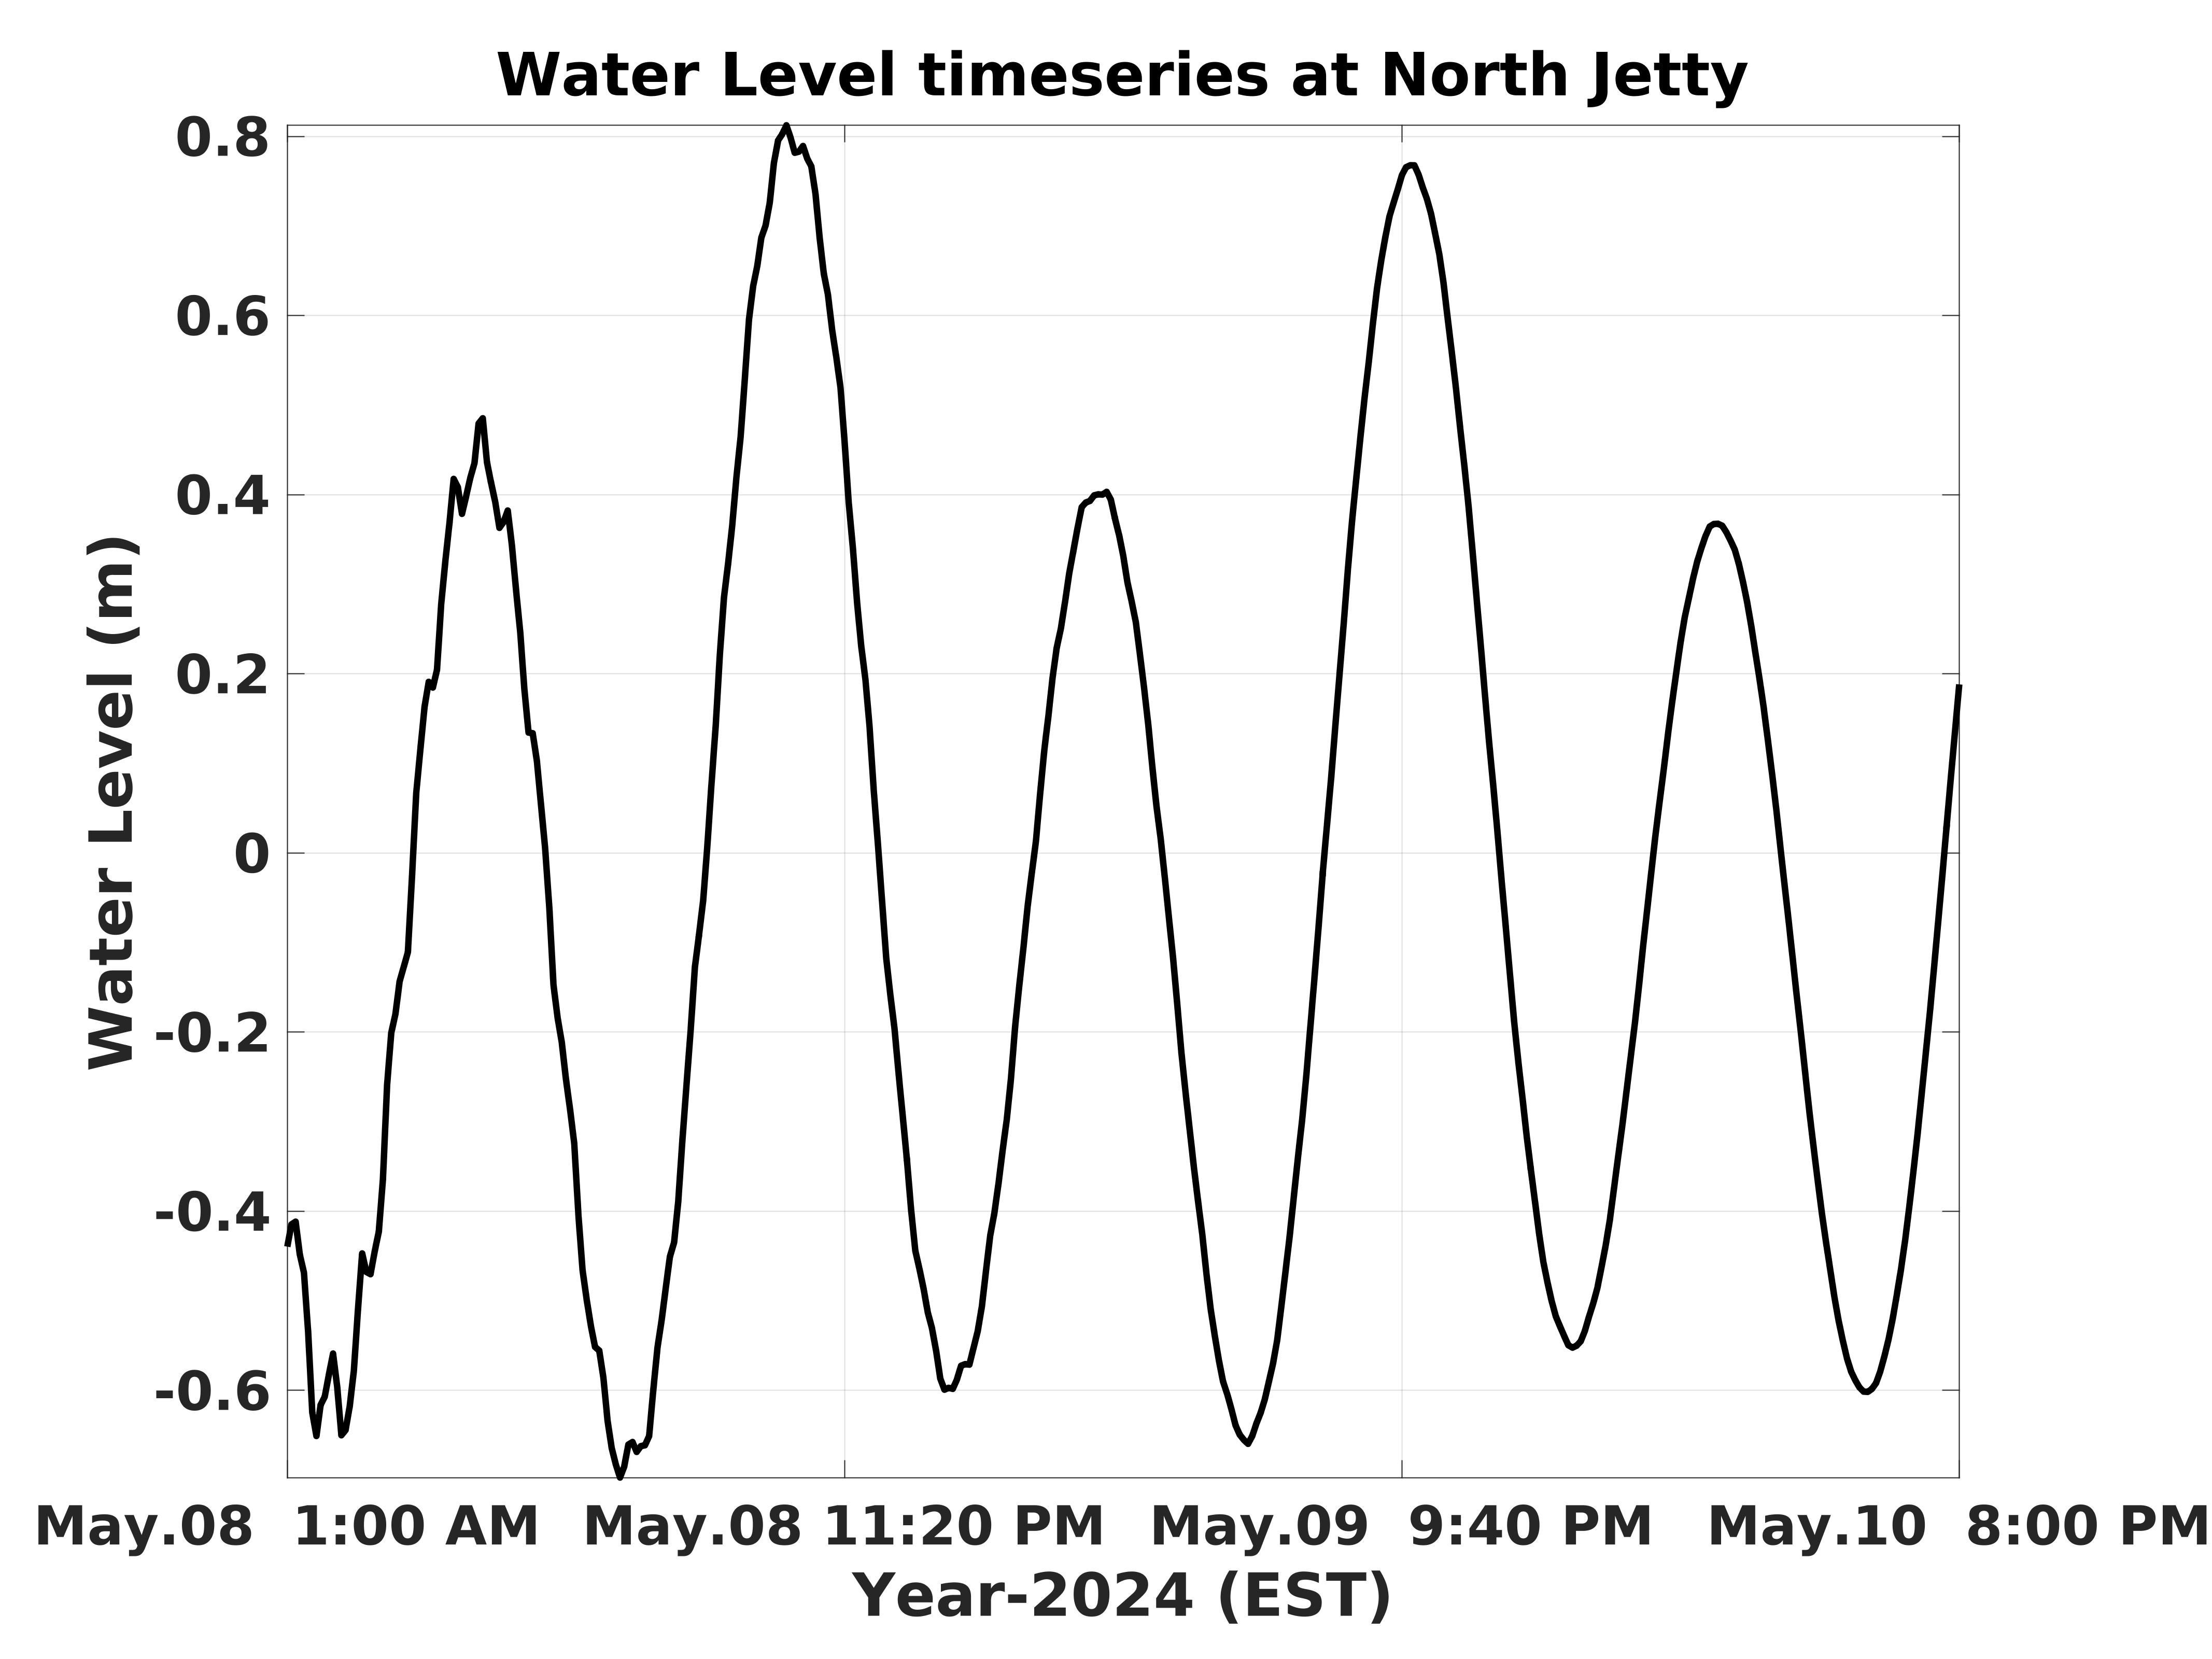 Water Level timeseries at North Jetty
0.8
0.6
0.4
0.2
0
-0.2
-0.4
-0.6
Water Level (m)
May.08 1:00 AM May.08 11:20 PM May.09 9:40 PM May.10 8:00 PM
Year-2024 (EST)